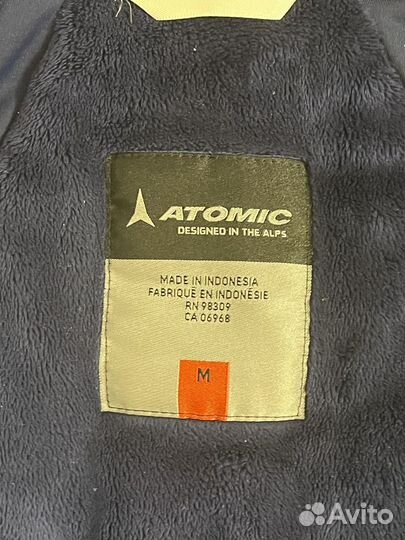 ATOMIC
DESIGNED IN THE ALPS
MADE IN INDONESIA
FABRIQUÉ EN INDONÉSIE
RN 98309
CA 06968
M
Avito